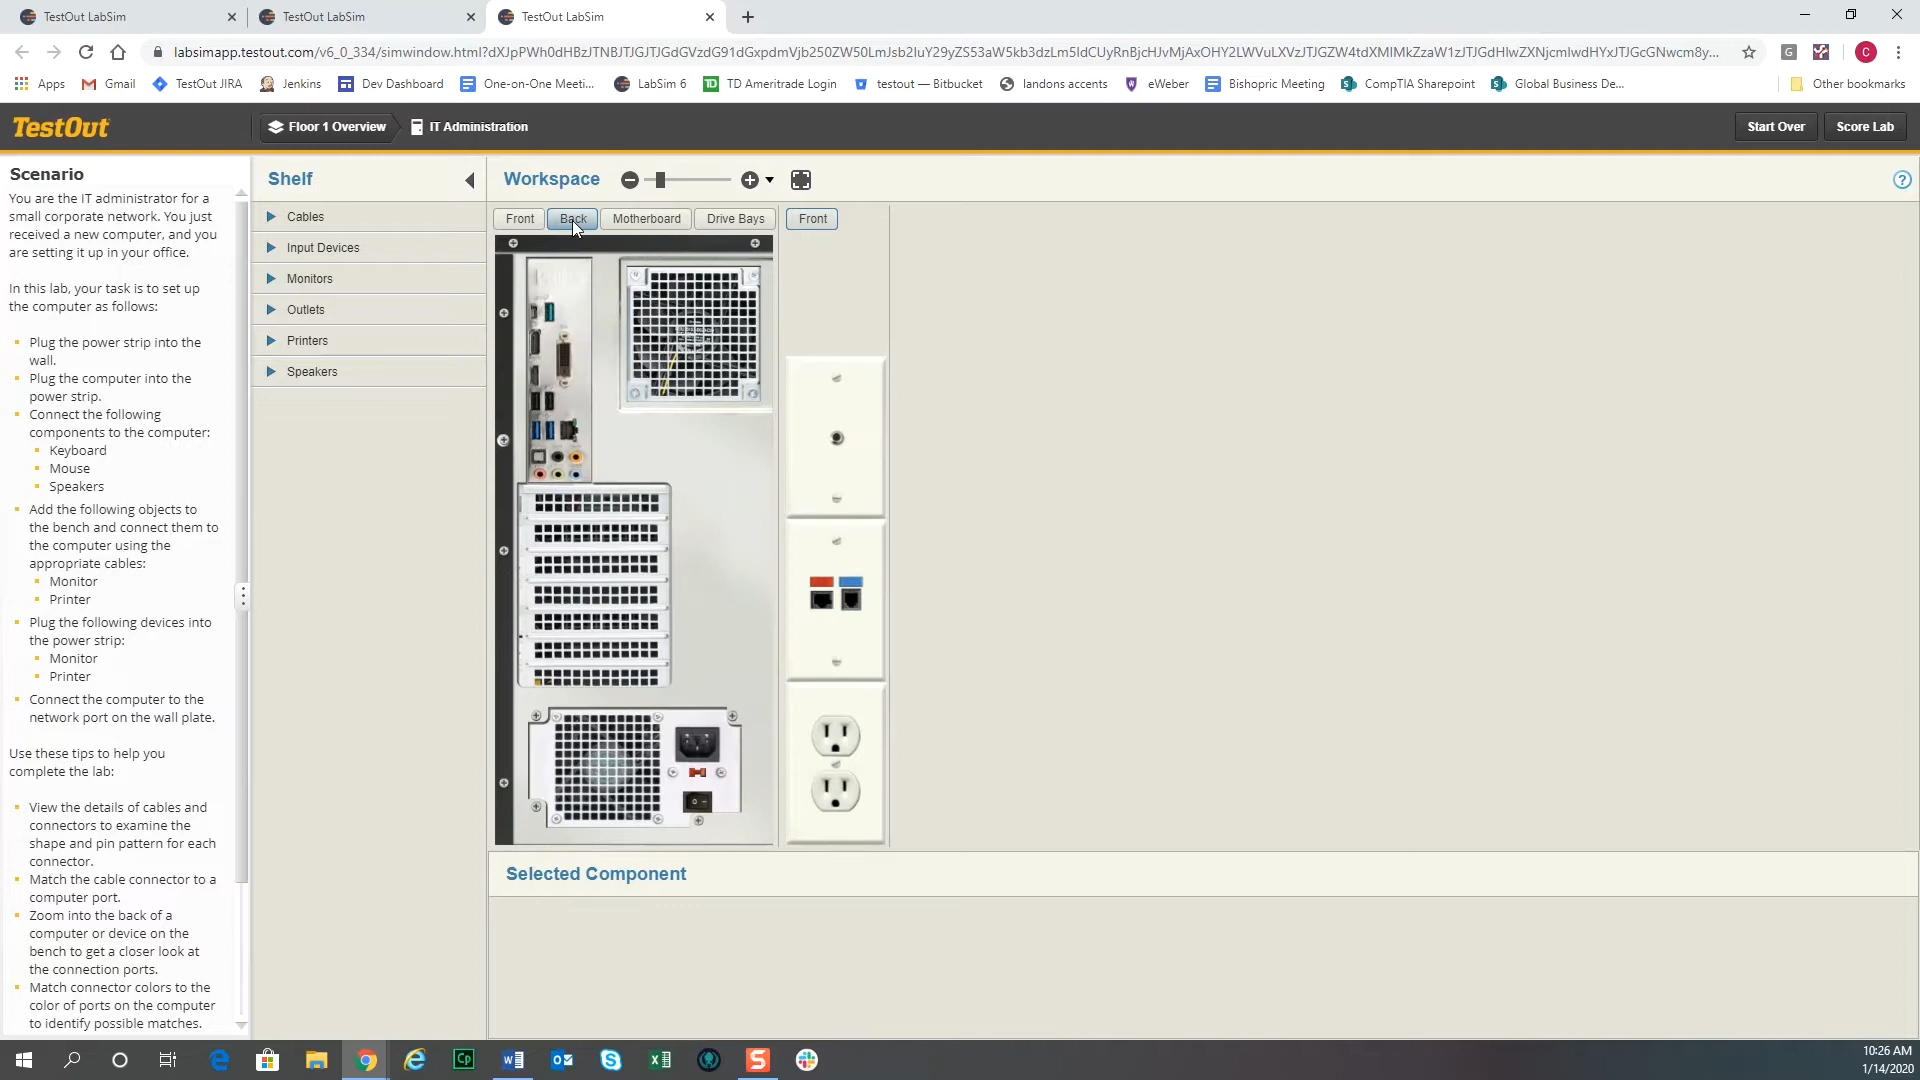 TestOut LabSim
TestOut LabSim
TestOut LabSim
labsimapp.testout.com/v6_0_334/simwindow.html?
Apps
Gmail
TestOut JIRA
Jenkins
Dev Dashboard
One-on-One Meeti...
LabSim 6
TD Ameritrade Login
testout — Bitbucket
landons accents
eWeber
Bishopric Meeting
CompTIA Sharepoint
Global Business De...
Other bookmarks
TestOut
Floor 1 Overview
IT Administration
Start Over
Score Lab
Scenario
You are the IT administrator for a
small corporate network. You just
received a new computer, and you
are setting it up in your office.
In this lab, your task is to set up
the computer as follows:
Plug the power strip into the
wall.
Plug the computer into the
power strip.
Connect the following
components to the computer:
Keyboard
Mouse
Speakers
Add the following objects to
the bench and connect them to
the computer using the
appropriate cables:
Monitor
Printer
Plug the following devices into
the power strip:
Monitor
Printer
Connect the computer to the
network port on the wall plate.
Use these tips to help you
complete the lab:
View the details of cables and
connectors to examine the
shape and pin pattern for each
connector.
Match the cable connector to a
computer port.
Zoom into the back of a
computer or device on the
bench to get a closer look at
the connection ports.
Match connector colors to the
color of ports on the computer
to identify possible matches.
Shelf
Cables
Input Devices
Monitors
Outlets
Printers
Speakers
Workspace
Front
Back
Motherboard
Drive Bays
Front
Selected Component
10:26 AM
1/14/2020